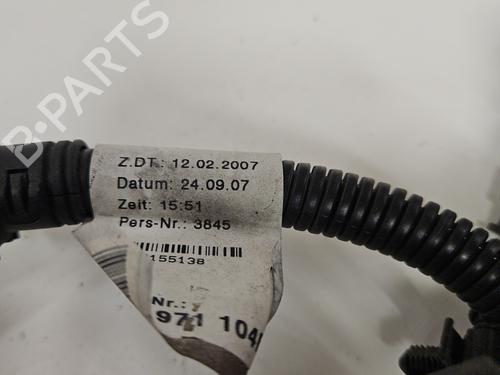 B-PARTS
Z.DT.: 12.02.2007
Datum: 24.09.07
Zeit: 15:51
Pers-Nr.: 3845
155138
Nr.:
971 104